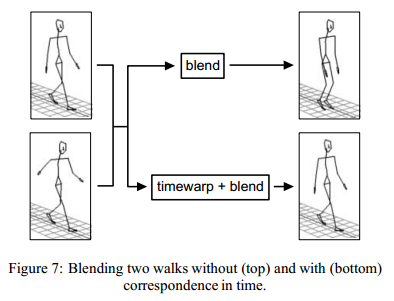 blend
timewarp + blend
Figure 7: Blending two walks without (top) and with (bottom)
correspondence in time.